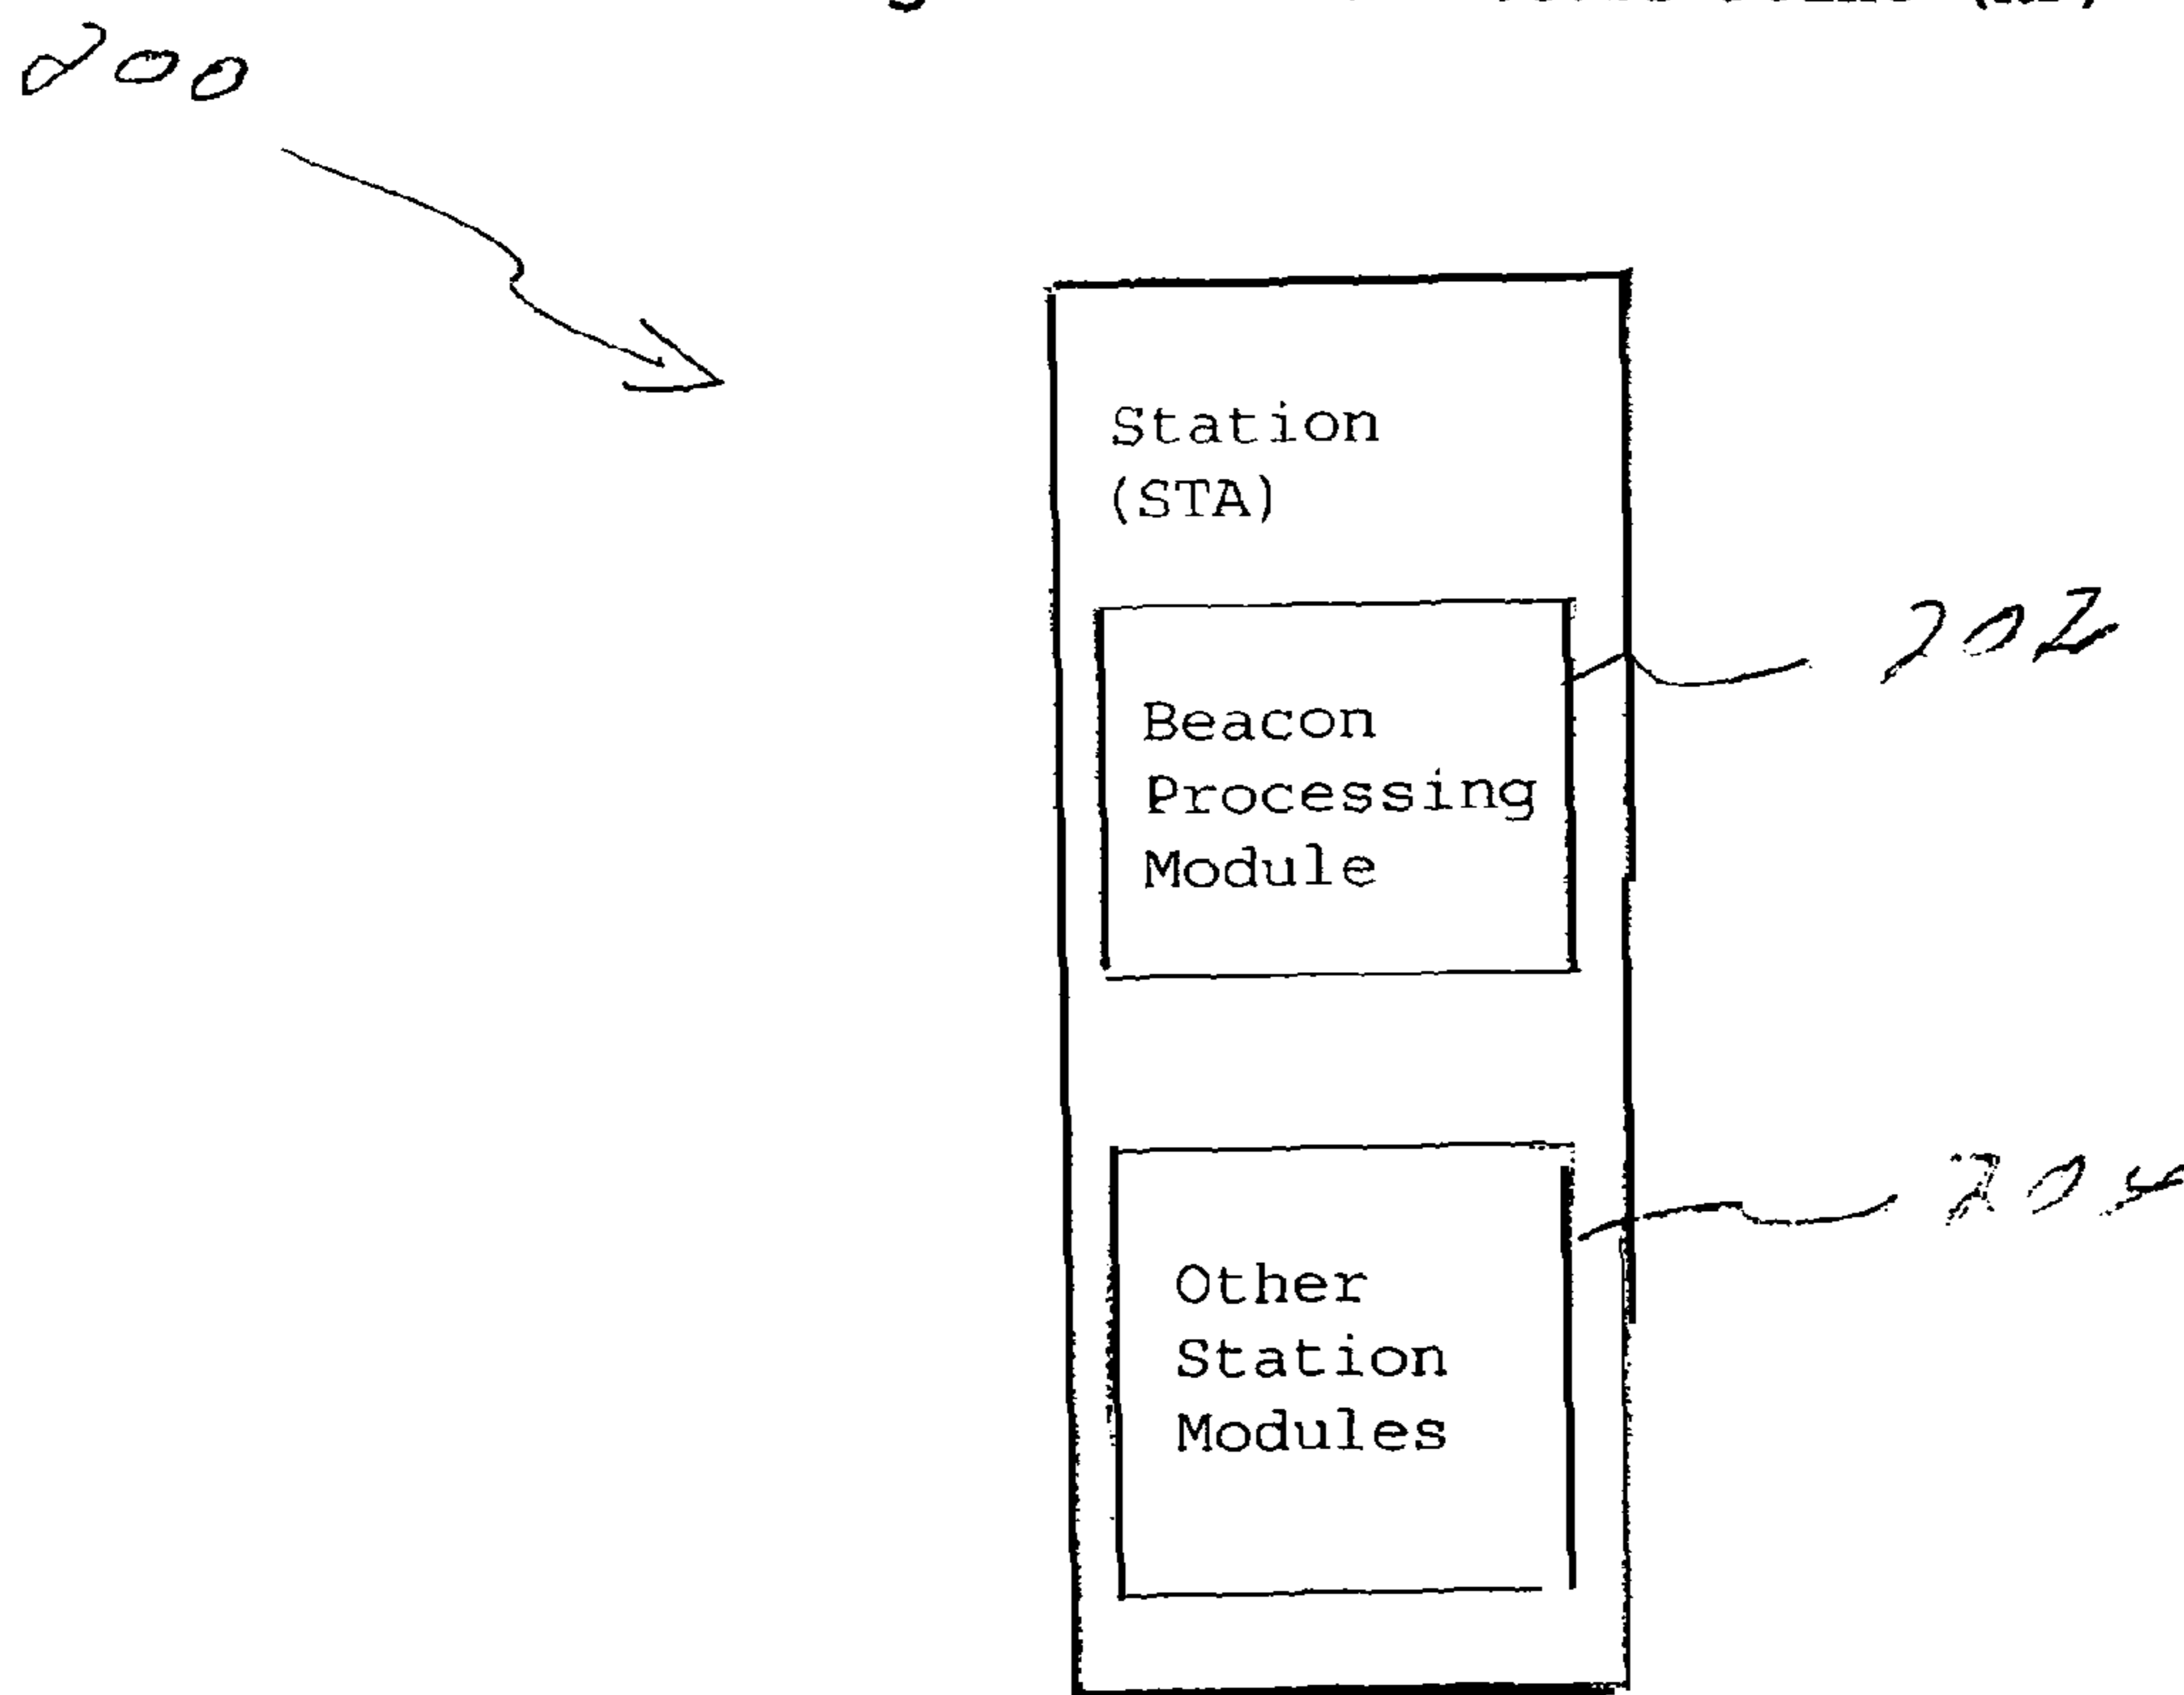 200
Station
(STA)
202
Beacon
Processing
Module
204
Other
Station
Modules